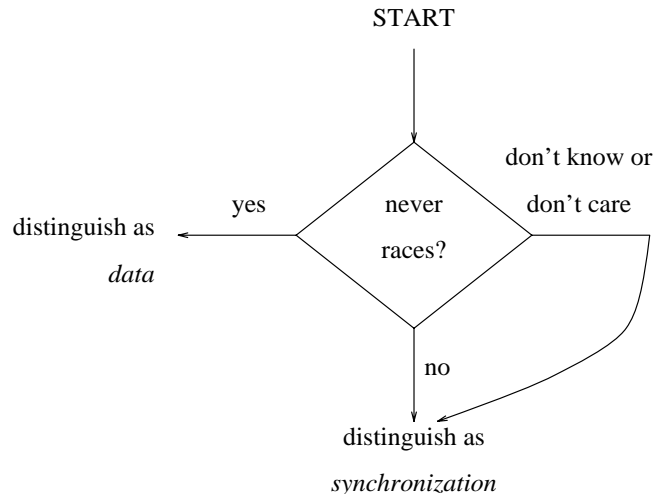 START
don't know or
don't care
yes
never
races?
distinguish as
data
no
distinguish as
synchronization